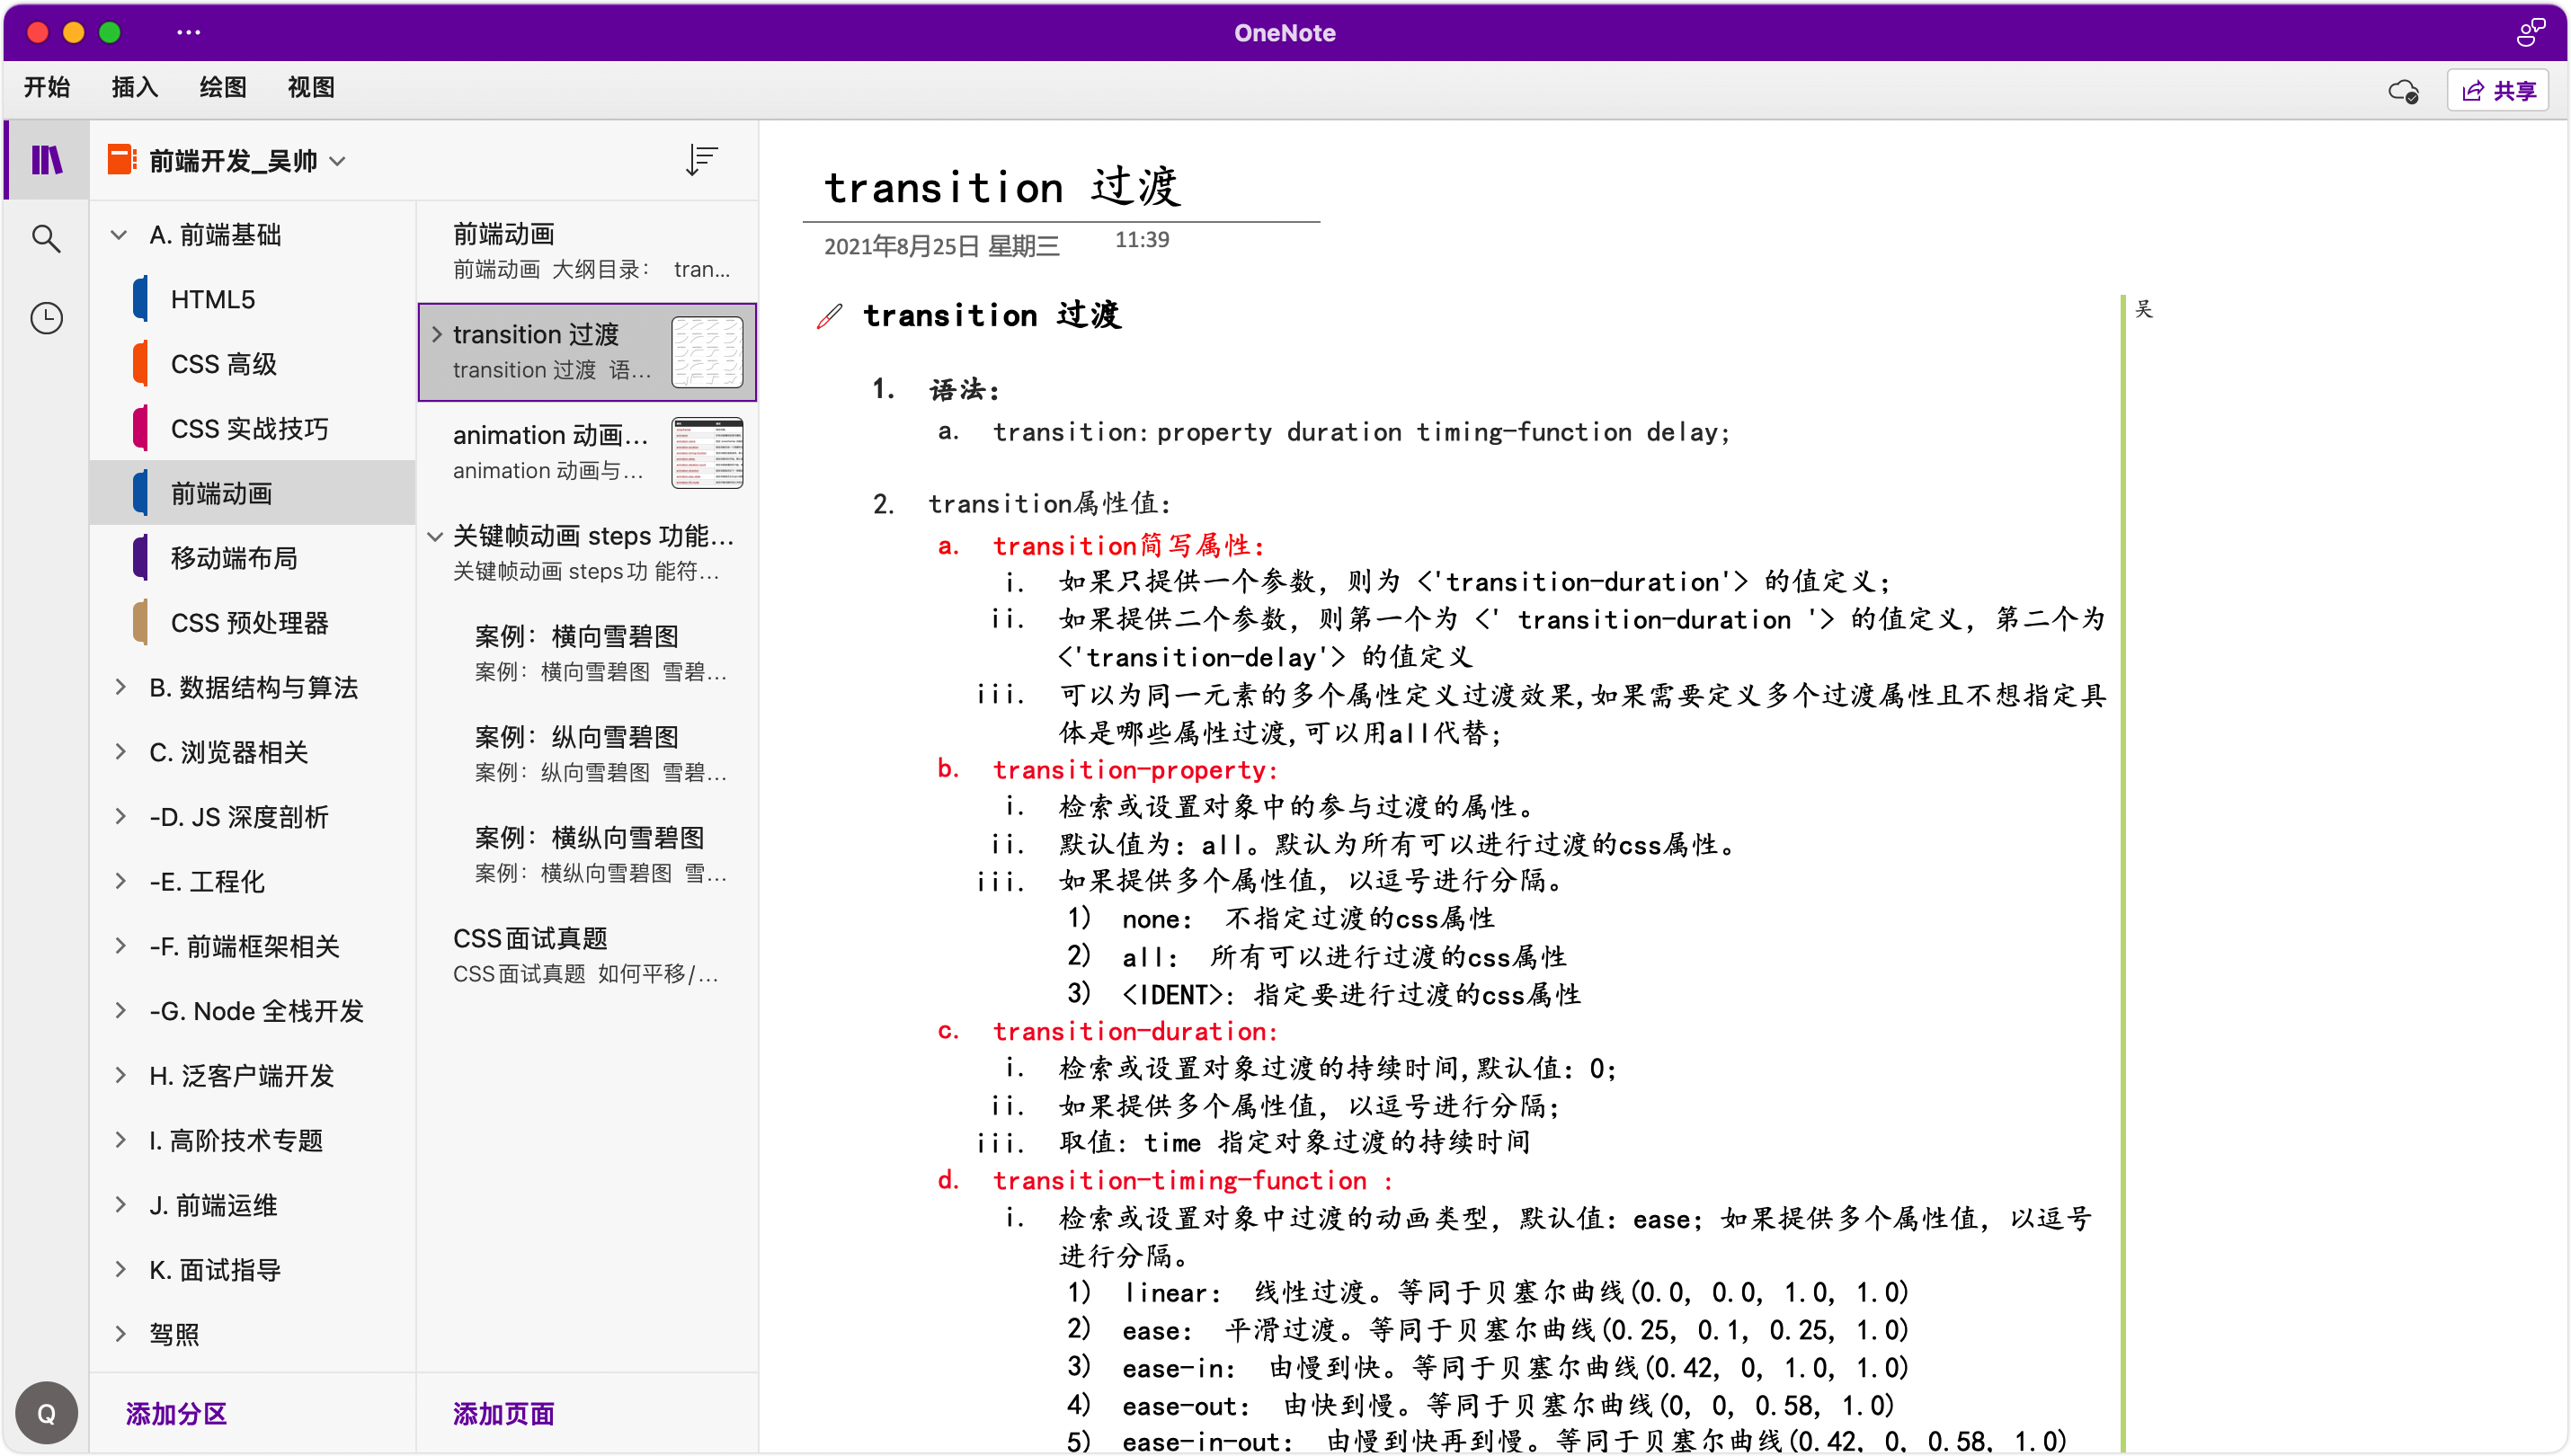 OneNote
开始 插入 绘图 视图
共享
前端开发_吴帅
A. 前端基础
HTML5
CSS 高级
CSS 实战技巧
前端动画
移动端布局
CSS 预处理器
B. 数据结构与算法
C. 浏览器相关
-D. JS 深度剖析
-E. 工程化
-F. 前端框架相关
-G. Node 全栈开发
H. 泛客户端开发
I. 高阶技术专题
J. 前端运维
K. 面试指导
驾照
添加分区
Q
前端动画
前端动画 大纲目录： tran...
transition 过渡
transition 过渡 语...
animation 动画...
animation 动画与...
关键帧动画 steps 功能...
关键帧动画 steps功 能符...
案例：横向雪碧图
案例：横向雪碧图 雪碧...
案例：纵向雪碧图
案例：纵向雪碧图 雪碧...
案例：横纵向雪碧图
案例：横纵向雪碧图 雪...
CSS面试真题
CSS面试真题 如何平移/...
添加页面
transition 过渡
2021年8月25日 星期三 11:39
transition 过渡
吴
1. 语法：
a. transition:property duration timing-function delay;
2. transition属性值：
a. transition简写属性：
i. 如果只提供一个参数，则为 <'transition-duration'> 的值定义；
ii. 如果提供二个参数，则第一个为 <' transition-duration '> 的值定义，第二个为
<'transition-delay'> 的值定义
iii. 可以为同一元素的多个属性定义过渡效果,如果需要定义多个过渡属性且不想指定具
体是哪些属性过渡,可以用all代替；
b. transition-property:
i. 检索或设置对象中的参与过渡的属性。
ii. 默认值为：all。默认为所有可以进行过渡的css属性。
iii. 如果提供多个属性值，以逗号进行分隔。
1) none： 不指定过渡的css属性
2) all： 所有可以进行过渡的css属性
3) <IDENT>：指定要进行过渡的css属性
c. transition-duration:
i. 检索或设置对象过渡的持续时间,默认值：0；
ii. 如果提供多个属性值，以逗号进行分隔；
iii. 取值：time 指定对象过渡的持续时间
d. transition-timing-function :
i. 检索或设置对象中过渡的动画类型，默认值：ease；如果提供多个属性值，以逗号
进行分隔。
1) linear： 线性过渡。等同于贝塞尔曲线(0.0, 0.0, 1.0, 1.0)
2) ease： 平滑过渡。等同于贝塞尔曲线(0.25, 0.1, 0.25, 1.0)
3) ease-in： 由慢到快。等同于贝塞尔曲线(0.42, 0, 1.0, 1.0)
4) ease-out： 由快到慢。等同于贝塞尔曲线(0, 0, 0.58, 1.0)
5) ease-in-out： 由慢到快再到慢。等同于贝塞尔曲线(0.42, 0, 0.58, 1.0)